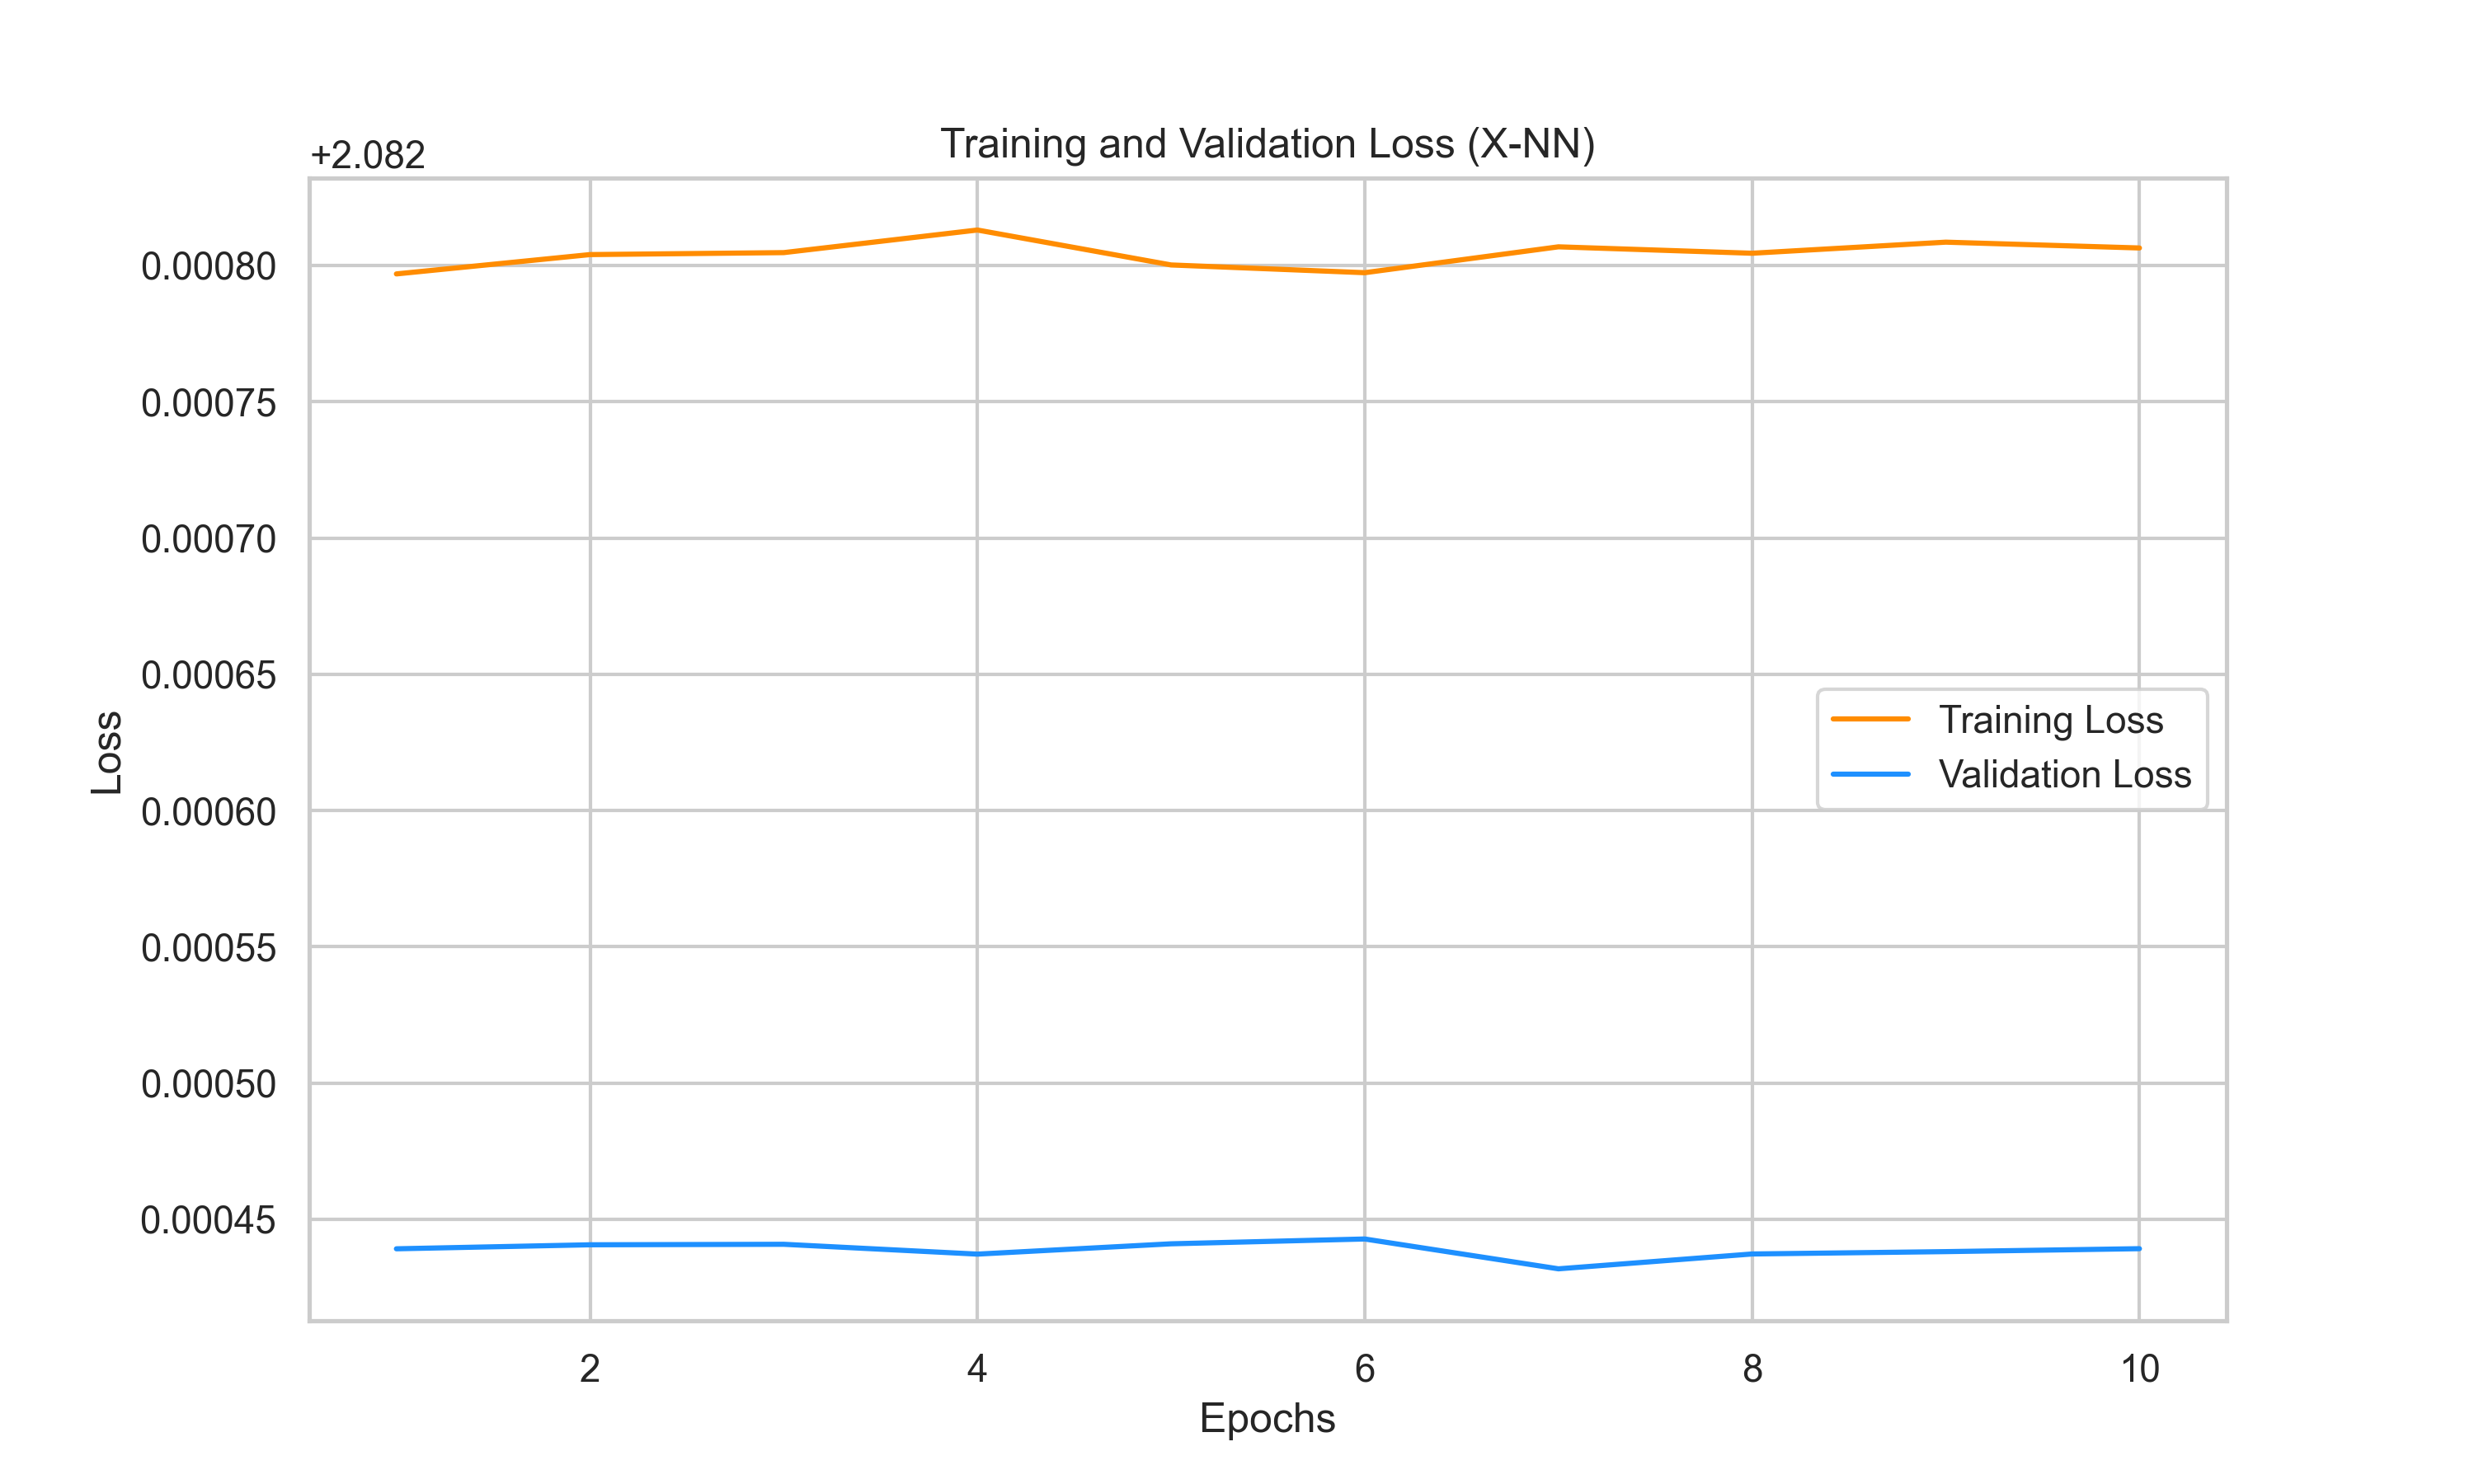 Training and Validation Loss (X-NN)
+2.082
0.00080
0.00075
0.00070
0.00065
0.00060
0.00055
0.00050
0.00045
Loss
Training Loss
Validation Loss
2 4 6 8 10
Epochs